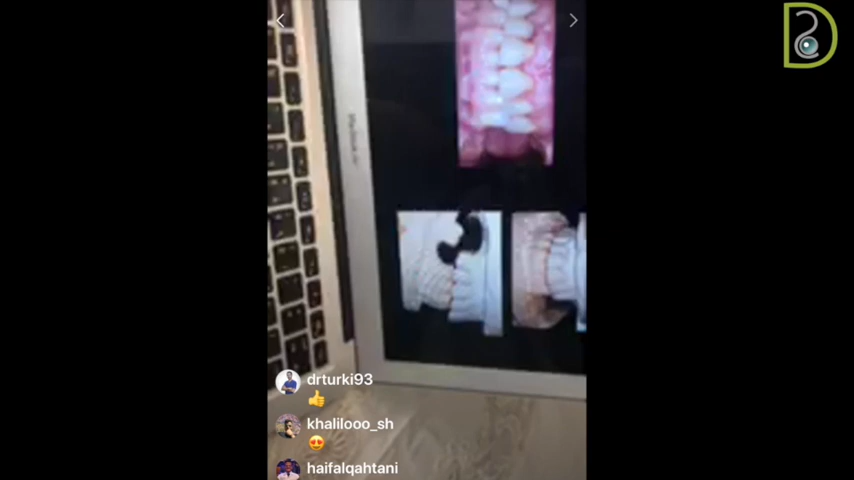 drturki93
👍
khalilooo_sh
😍
haifalqahtani